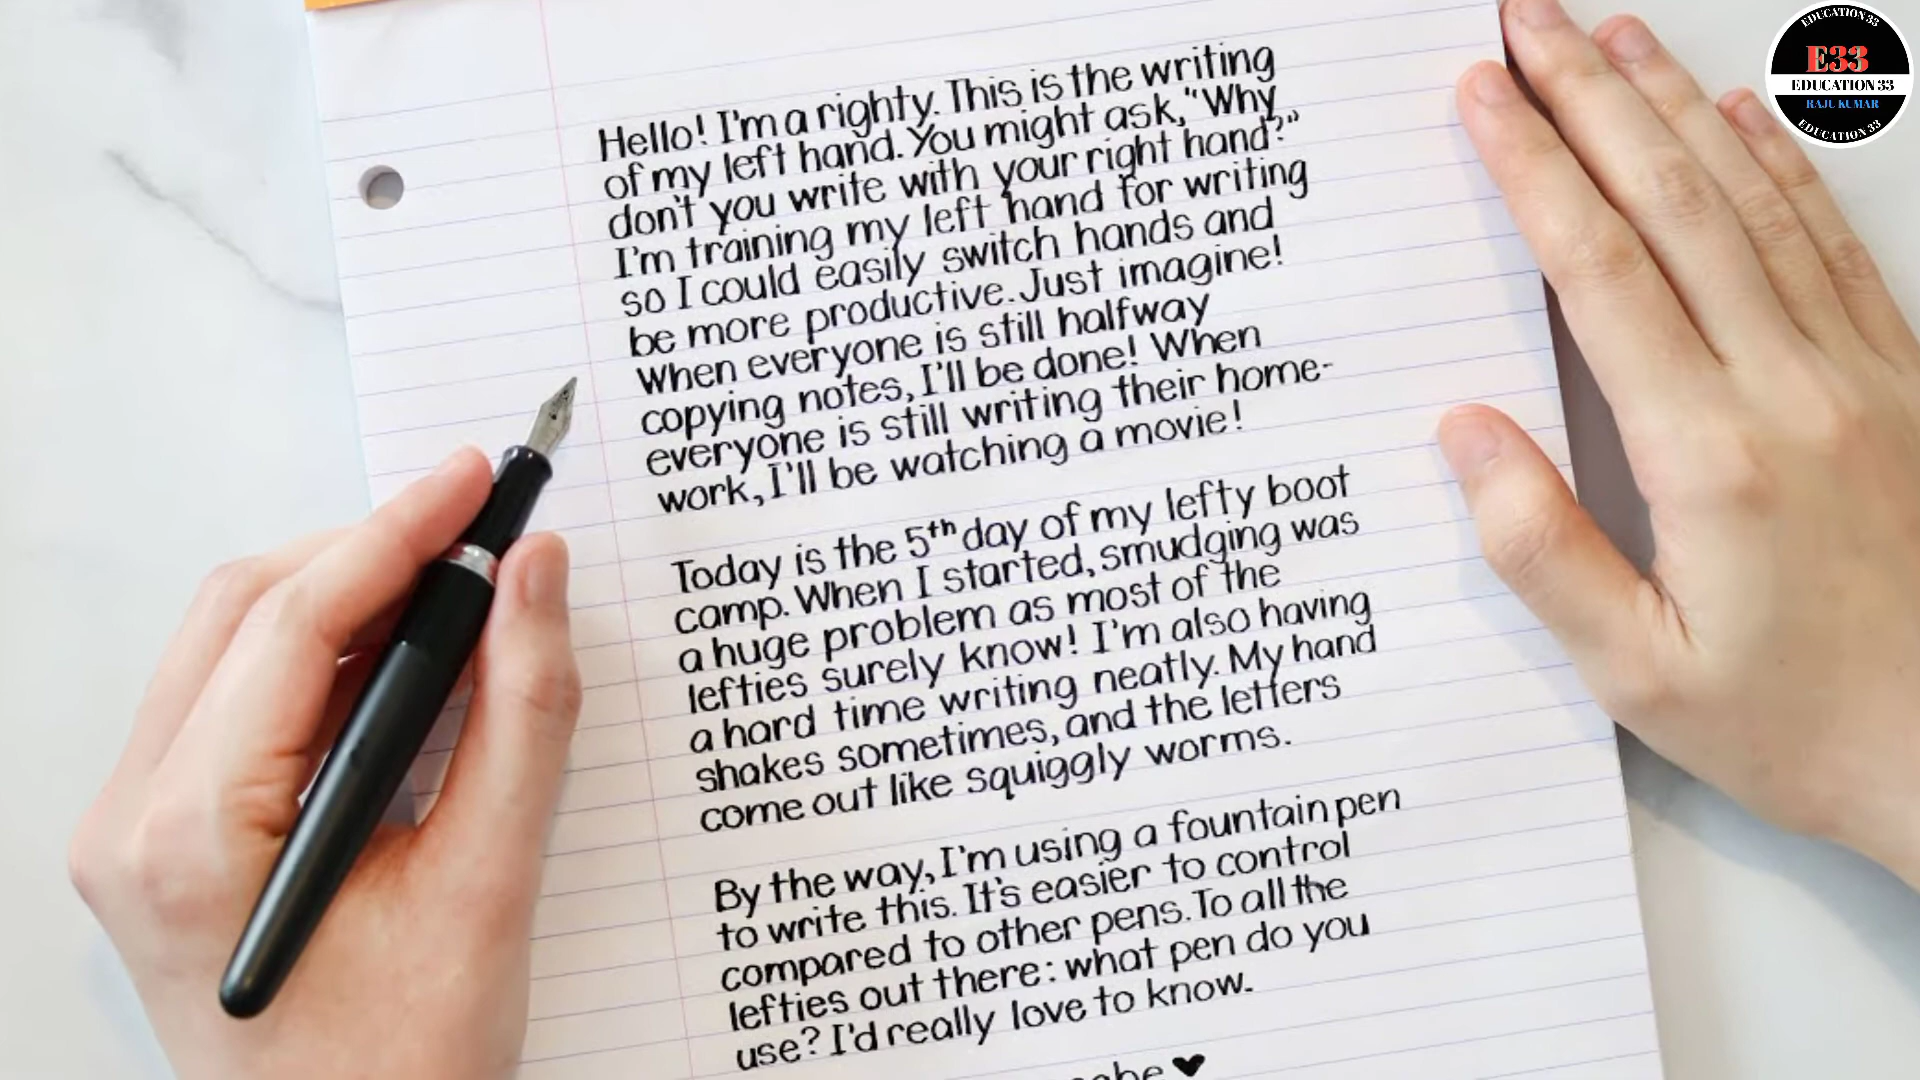 Hello! I'm a righty. This is the writing
of my left hand. You might ask, "Why
don't you write with your right hand?"
I'm training my left hand for writing
so I could easily switch hands and
be more productive. Just imagine!
When everyone is still halfway
copying notes, I'll be done! When
everyone is still writing their home-
work, I'll be watching a movie!
Today is the 5th day of my lefty boot
camp. When I started, smudging was
a huge problem as most of the
lefties surely know! I'm also having
a hard time writing neatly. My hand
shakes sometimes, and the letters
come out like squiggly worms.
By the way, I'm using a fountain pen
to write this. It's easier to control
compared to other pens. To all the
lefties out there: what pen do you
use? I'd really love to know.
EDUCATION 33
E33
EDUCATION 33
RAJU KUMAR
EDUCATION 33